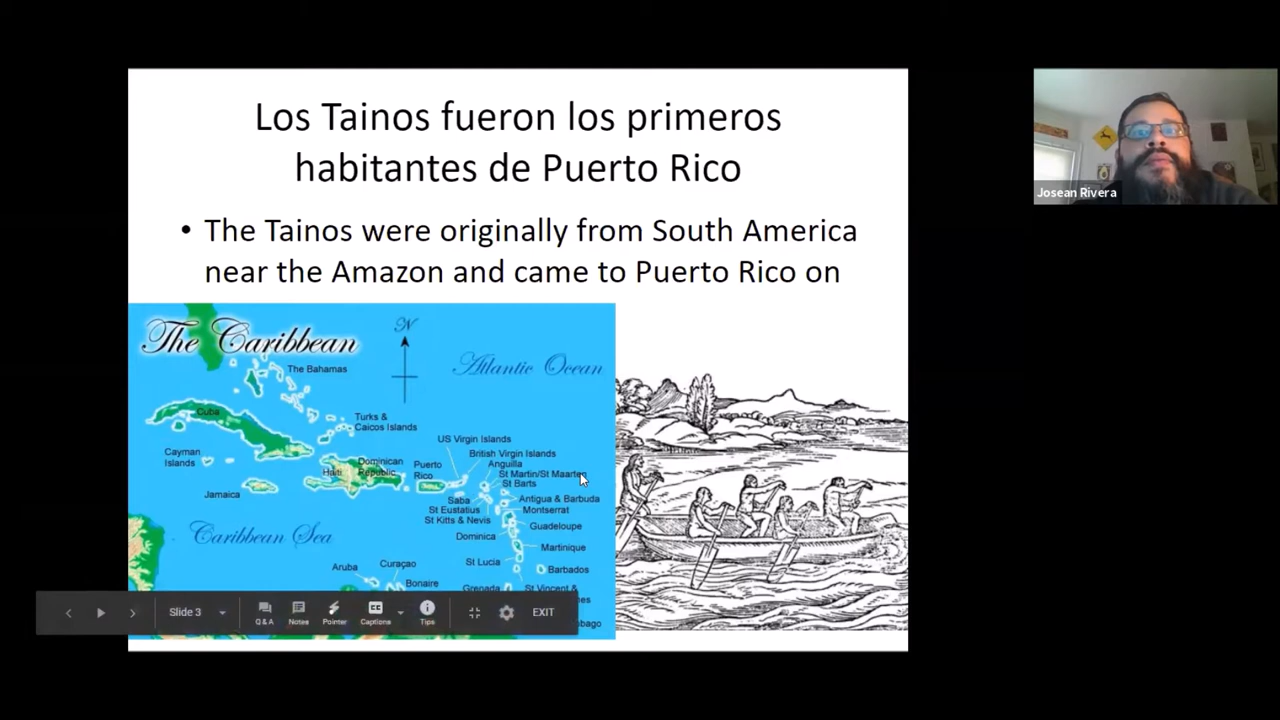 Los Tainos fueron los primeros
habitantes de Puerto Rico
• The Tainos were originally from South America
near the Amazon and came to Puerto Rico on
The Caribbean
N
Atlantic Ocean
The Bahamas
Cuba
Turks &
Caicos Islands
Cayman
Islands
US Virgin Islands
British Virgin Islands
Anguilla
St Martin/St Maarten
St Barts
Haiti
Dominican
Republic
Puerto
Rico
Jamaica
Saba
St Eustatius
St Kitts & Nevis
Antigua & Barbuda
Montserrat
Guadeloupe
Dominica
Martinique
Caribbean Sea
St Lucia
Barbados
Aruba
Curaçao
Bonaire
Grenada
St Vincent &
Slide 3
Q & A
Notes
Pointer
Captions
Tips
EXIT
Josean Rivera